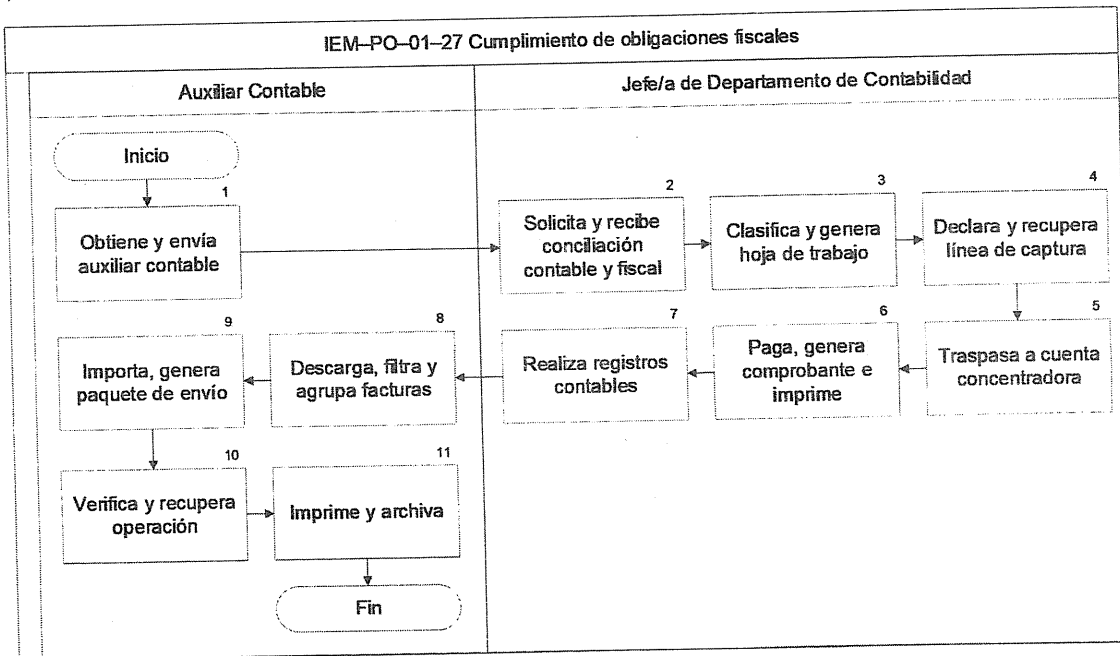 IEM–PO–01–27 Cumplimiento de obligaciones fiscales
Auxiliar Contable
Jefe/a de Departamento de Contabilidad
Inicio
1
Obtiene y envía
auxiliar contable
2
Solicita y recibe
conciliación
contable y fiscal
3
Clasifica y genera
hoja de trabajo
4
Declara y recupera
línea de captura
5
Traspasa a cuenta
concentradora
6
Paga, genera
comprobante e
imprime
7
Realiza registros
contables
8
Descarga, filtra y
agrupa facturas
9
Importa, genera
paquete de envío
10
Verifica y recupera
operación
11
Imprime y archiva
Fin